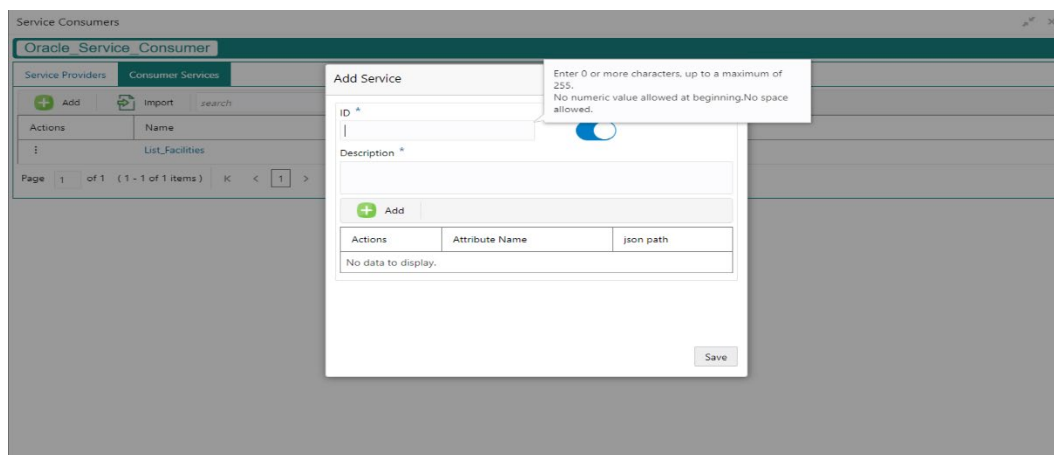 Service Consumers
Oracle_Service_Consumer
Service Providers Consumer Services
Add Import search
Actions Name
List_Facilities
Page 1 of 1 (1 - 1 of 1 items) K < 1 >
Add Service
Enter 0 or more characters, up to a maximum of
255.
No numeric value allowed at beginning.No space
allowed.
ID *
Description *
Add
Actions Attribute Name json path
No data to display.
Save